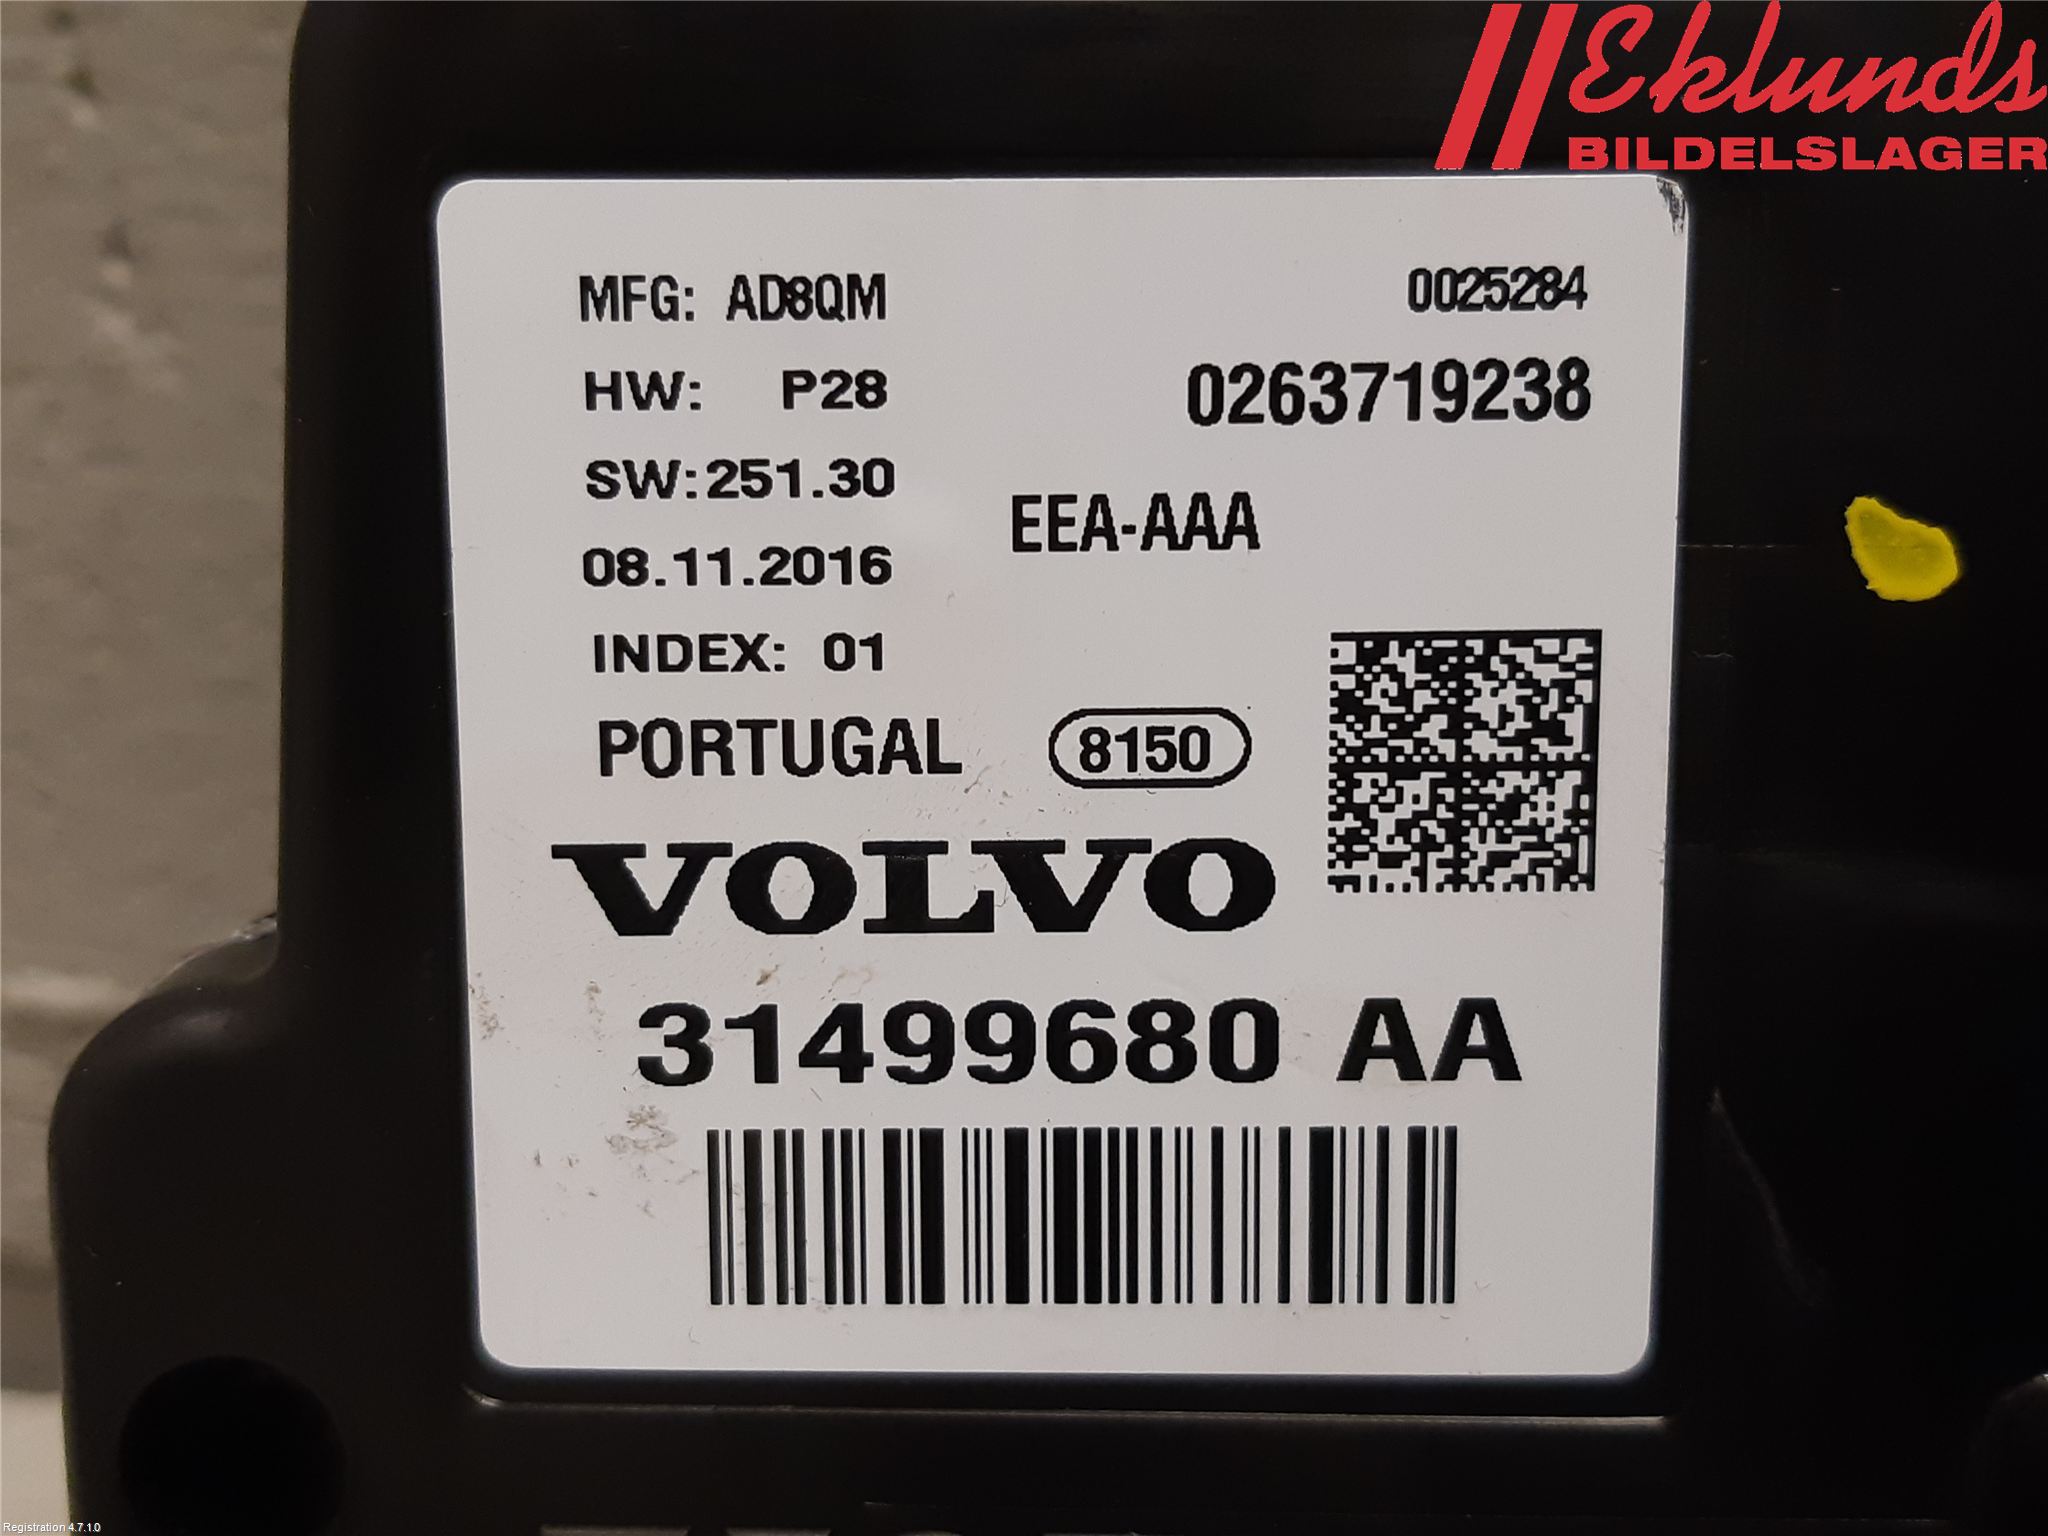 Eklunds
BILDELSLAGER
MFG: AD8QM
0025284
HW: P28
0263719238
SW:251.30
EEA-AAA
08.11.2016
INDEX: 01
PORTUGAL
8150
VOLVO
31499680 AA
Registration 4.7.1.0